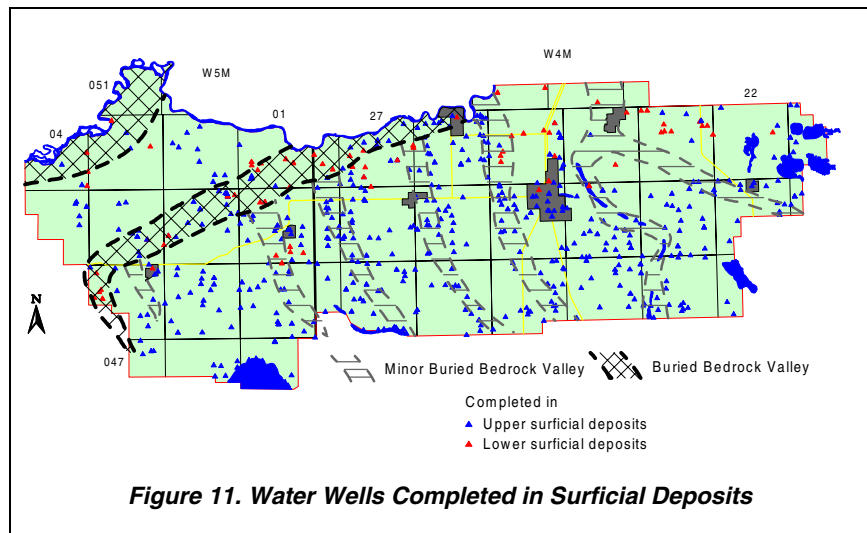 W5M
W4M
051
04
01
27
22
N
047
Minor Buried Bedrock Valley
Buried Bedrock Valley
Completed in
Upper surficial deposits
Lower surficial deposits
Figure 11. Water Wells Completed in Surficial Deposits